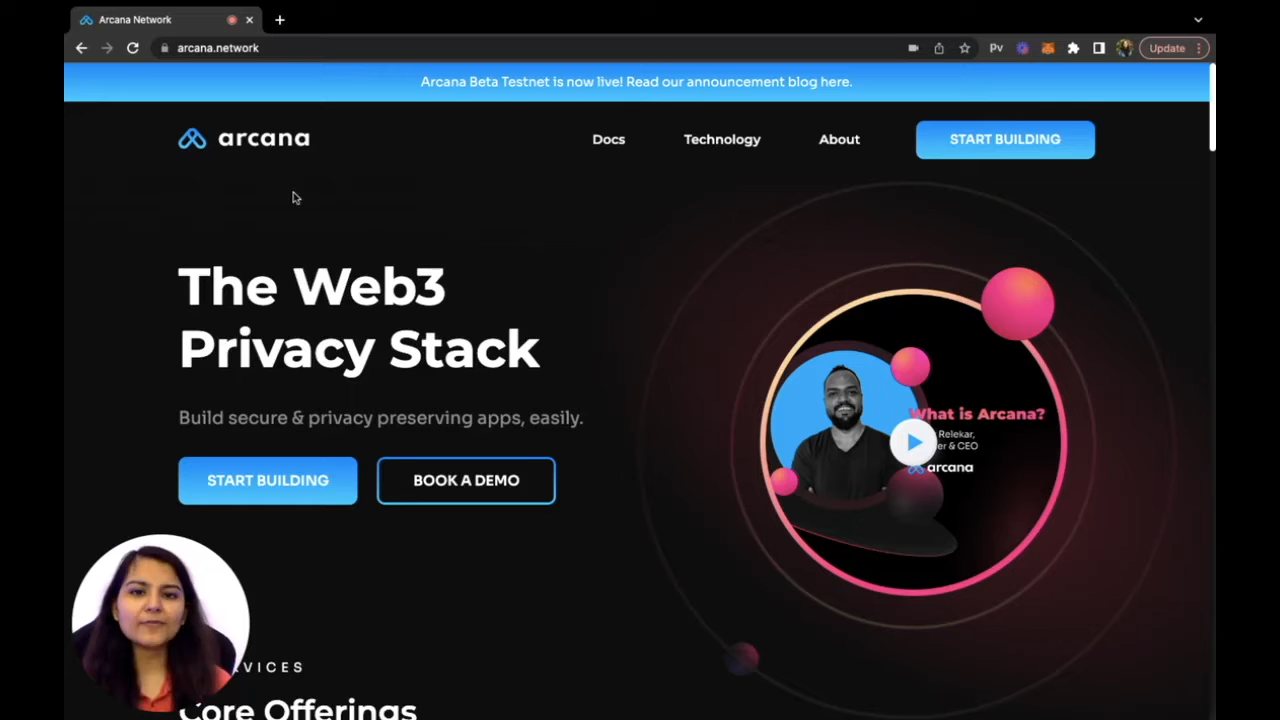 Arcana Network
arcana.network
Pv
Update
Arcana Beta Testnet is now live! Read our announcement blog here.
arcana
Docs
Technology
About
START BUILDING
The Web3
Privacy Stack
Build secure & privacy preserving apps, easily.
START BUILDING
BOOK A DEMO
What is Arcana?
Relekar,
er & CEO
arcana
VICES
Core Offerings